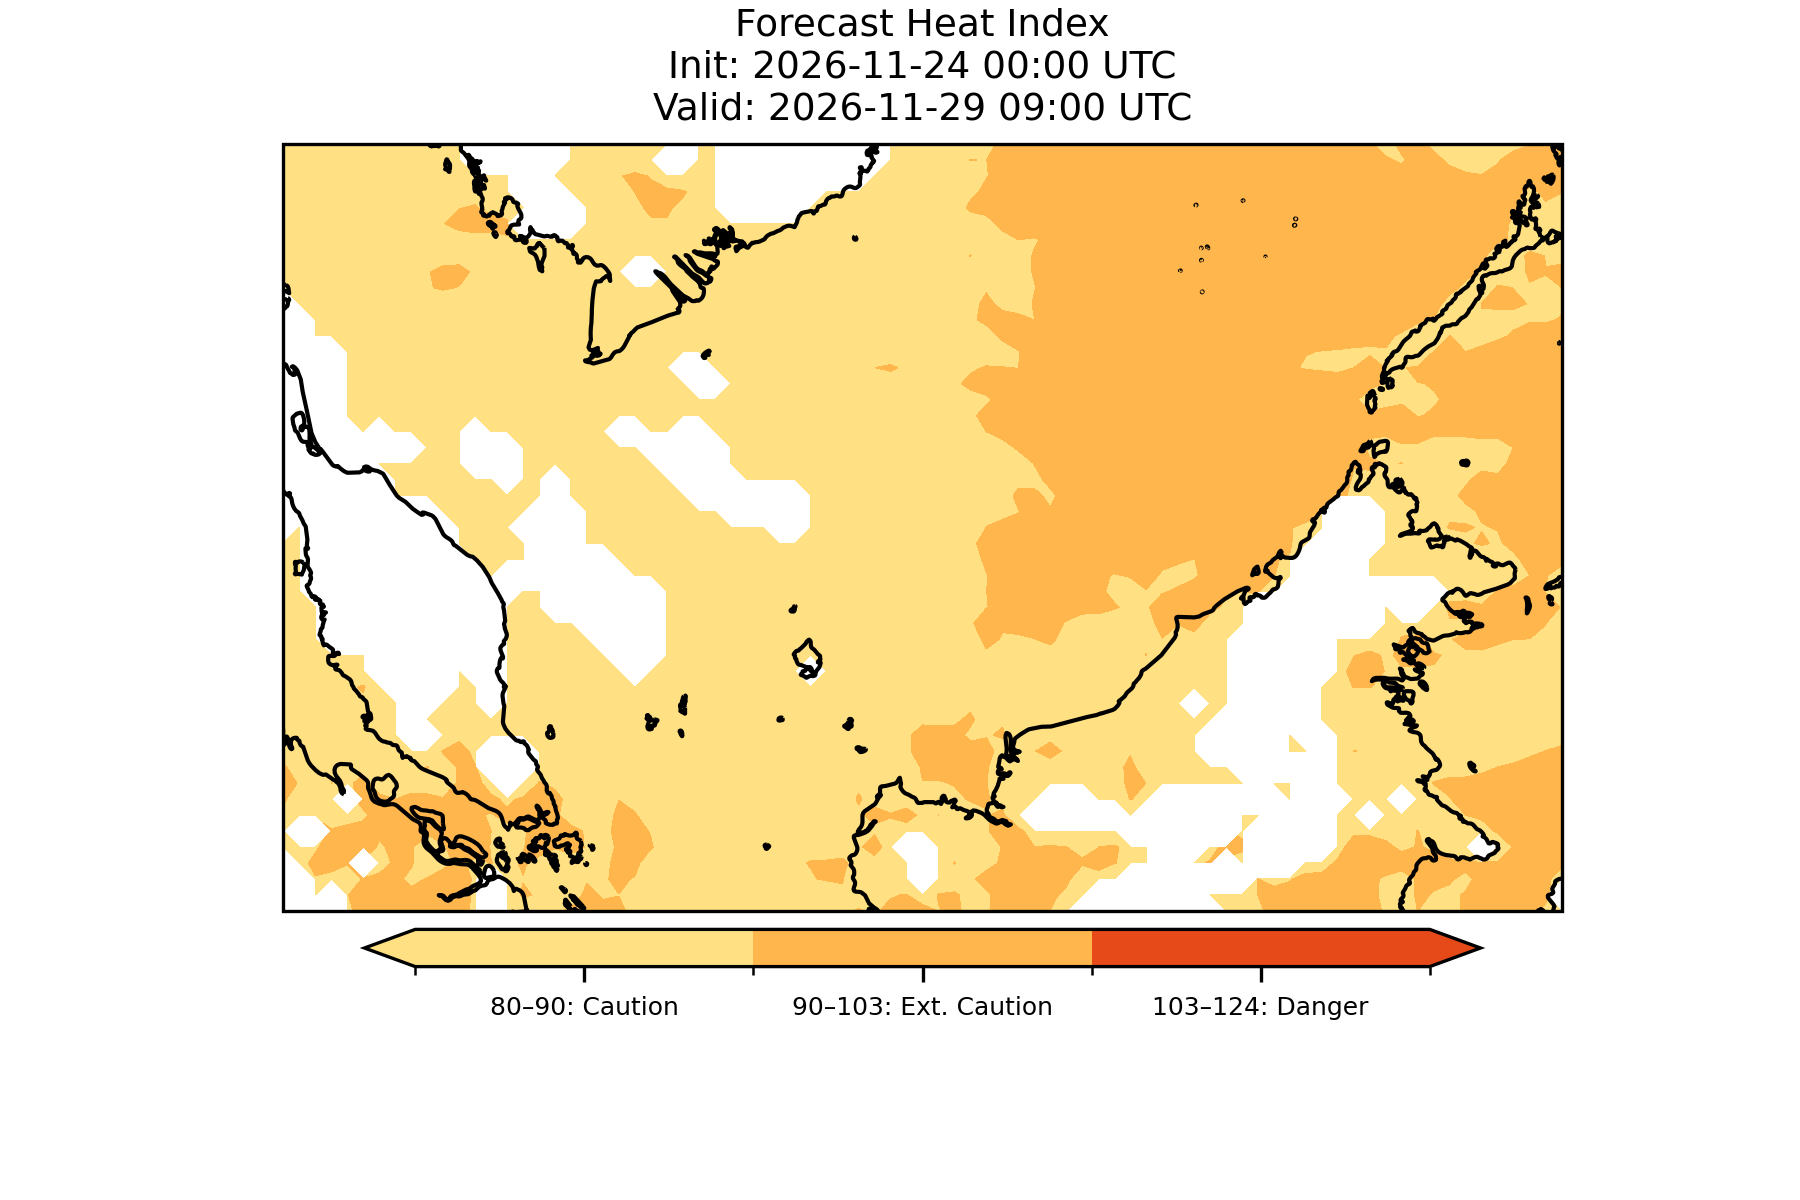 Forecast Heat Index
Init: 2026-11-24 00:00 UTC
Valid: 2026-11-29 09:00 UTC
80–90: Caution
90–103: Ext. Caution
103–124: Danger